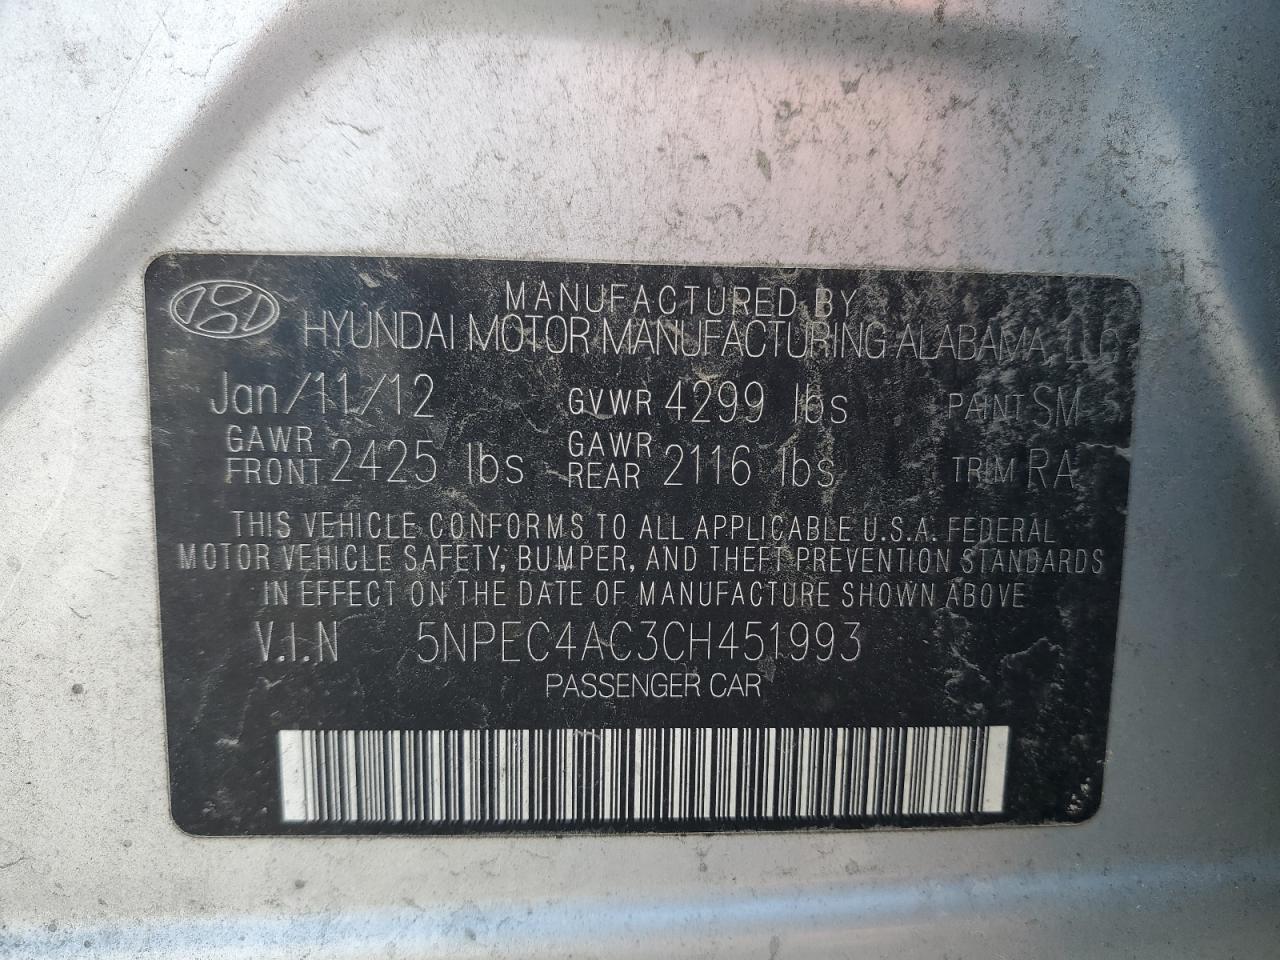 MANUFACTURED BY
HYUNDAI MOTOR MANUFACTURING ALABAMA, LLC
Jan/11/12 GVWR 4299 lbs PAINT SM
GAWR FRONT 2425 lbs GAWR REAR 2116 lbs TRIM RA
THIS VEHICLE CONFORMS TO ALL APPLICABLE U.S.A. FEDERAL
MOTOR VEHICLE SAFETY, BUMPER, AND THEFT PREVENTION STANDARDS
IN EFFECT ON THE DATE OF MANUFACTURE SHOWN ABOVE
V.I.N 5NPEC4AC3CH451993
PASSENGER CAR